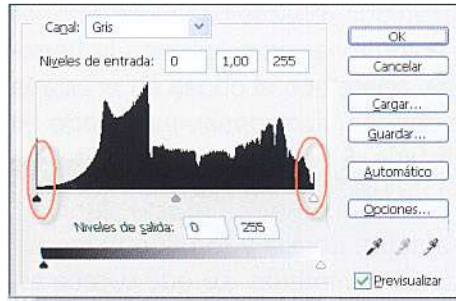 Canal: Gris
Niveles de entrada: 0 1,00 255
Niveles de salida: 0 255
OK
Cancelar
Cargar...
Guardar...
Automático
Opciones...
Previsualizar